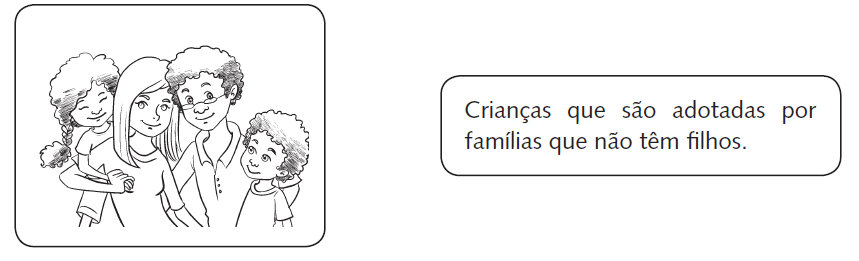 Crianças que são adotadas por
famílias que não têm filhos.